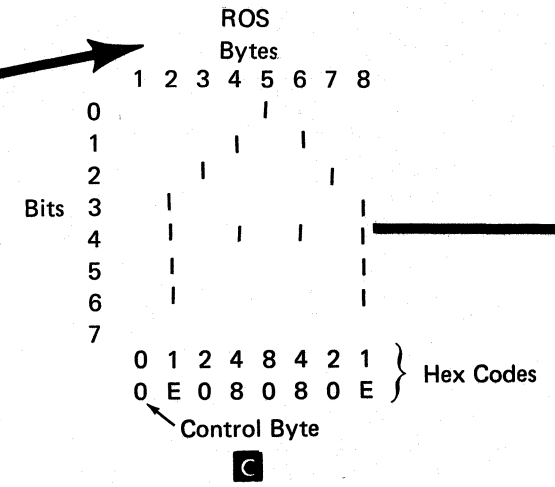 ROS
Bytes
1 2 3 4 5 6 7 8
0 |
1 | |
2 | |
Bits 3 | |
4 | | | |
5 | |
6 | |
7
0 1 2 4 8 4 2 1
0 E 0 8 0 8 0 E
Hex Codes
Control Byte
C